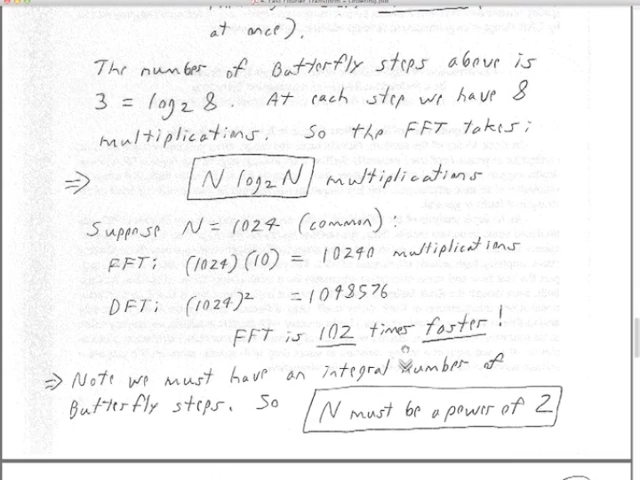 at once).
The number of Butterfly steps above is
3 = log₂ 8. At each step we have 8
multiplications. So the FFT takes:
⇒ N log₂ N multiplications
Suppose N = 1024 (common):
FFT: (1024)(10) = 10240 multiplications
DFT: (1024)² = 1048576
FFT is 102 times faster!
⇒ Note we must have an integral number of
Butterfly steps. So N must be a power of 2